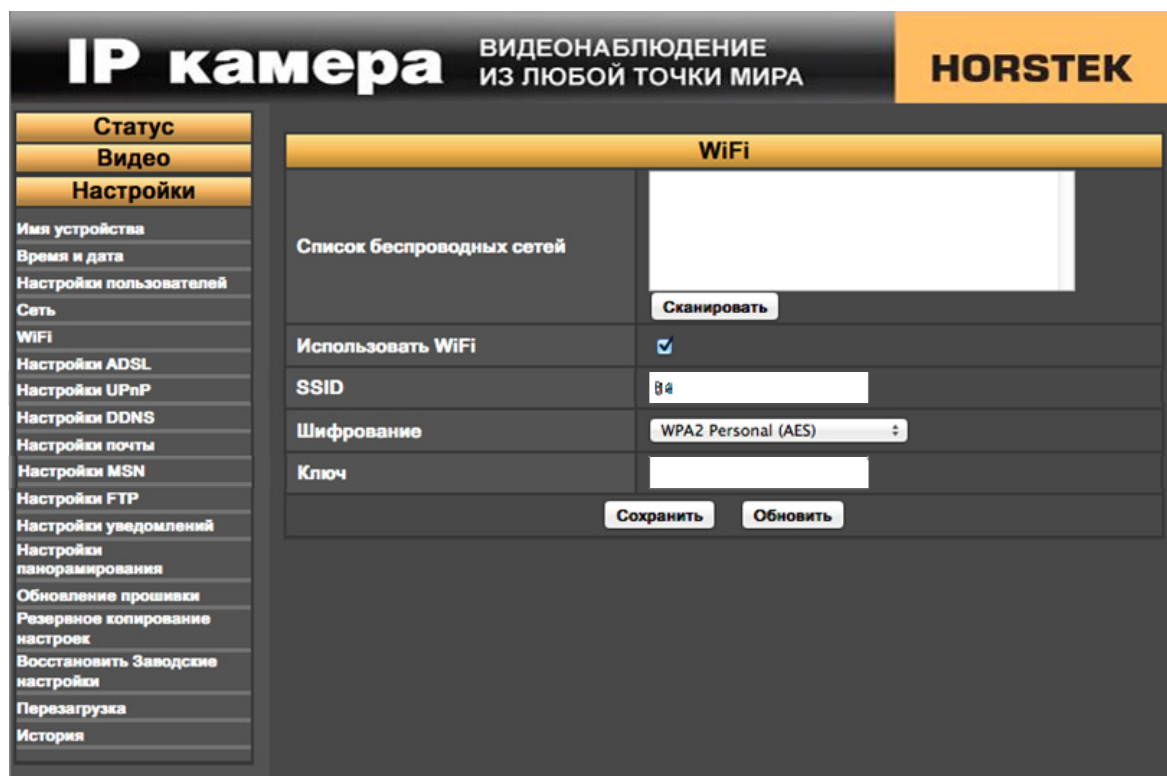 IP камера
ВИДЕОНАБЛЮДЕНИЕ
ИЗ ЛЮБОЙ ТОЧКИ МИРА
HORSTEK
Статус
Видео
Настройки
Имя устройства
Время и дата
Настройки пользователей
Сеть
WiFi
Настройки ADSL
Настройки UPnP
Настройки DDNS
Настройки почты
Настройки MSN
Настройки FTP
Настройки уведомлений
Настройки
панорамирования
Обновление прошивки
Резервное копирование
настроек
Восстановить Заводские
настройки
Перезагрузка
История
WiFi
Список беспроводных сетей
Сканировать
Использовать WiFi
SSID
Шифрование
WPA2 Personal (AES)
Ключ
Сохранить
Обновить